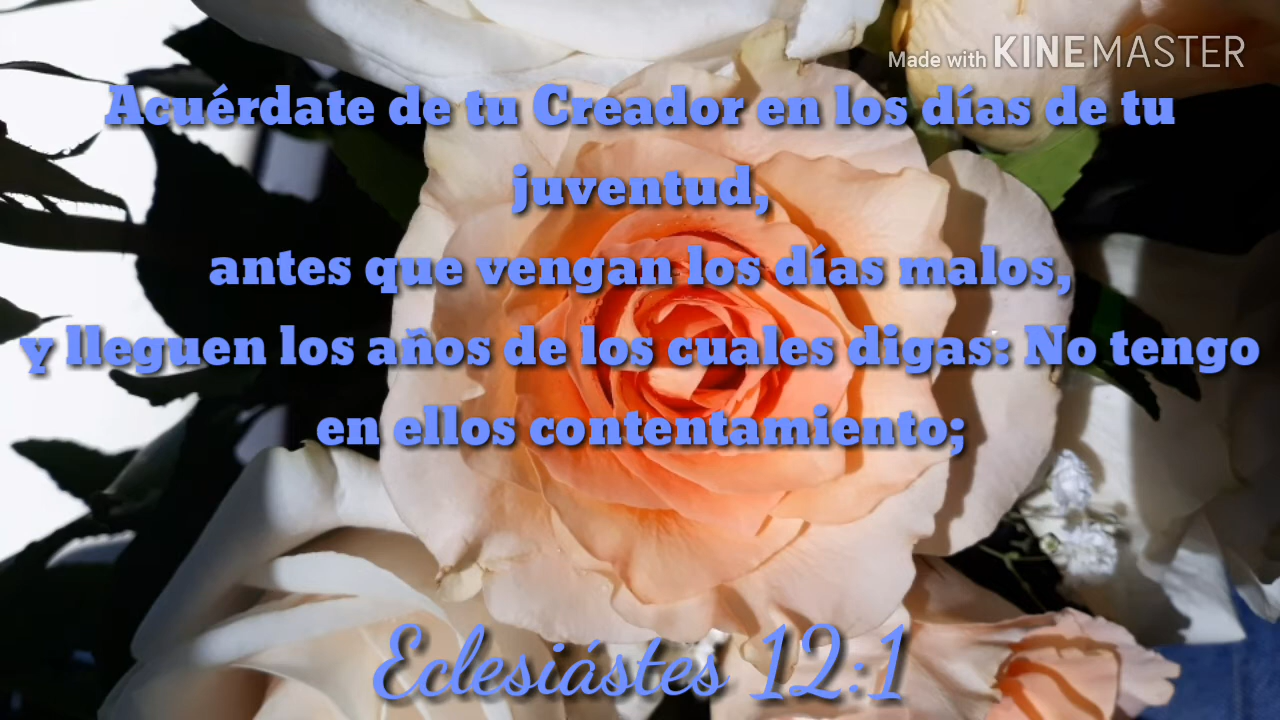 Made with KINEMASTER
Acuérdate de tu Creador en los días de tu
juventud,
antes que vengan los días malos,
y lleguen los años de los cuales digas: No tengo
en ellos contentamiento;
Eclesiástes 12:1